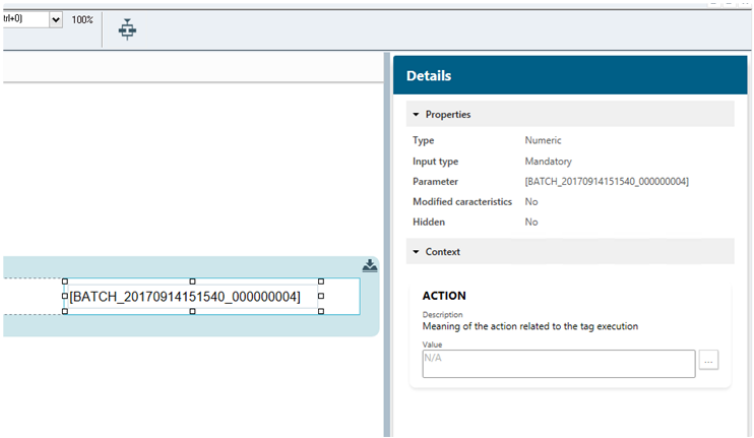 trl+0)
100%
Details
Properties
Type Numeric
Input type Mandatory
Parameter [BATCH_20170914151540_000000004]
Modified caracteristics No
Hidden No
Context
[BATCH_20170914151540_000000004]
ACTION
Description
Meaning of the action related to the tag execution
Value
N/A
...